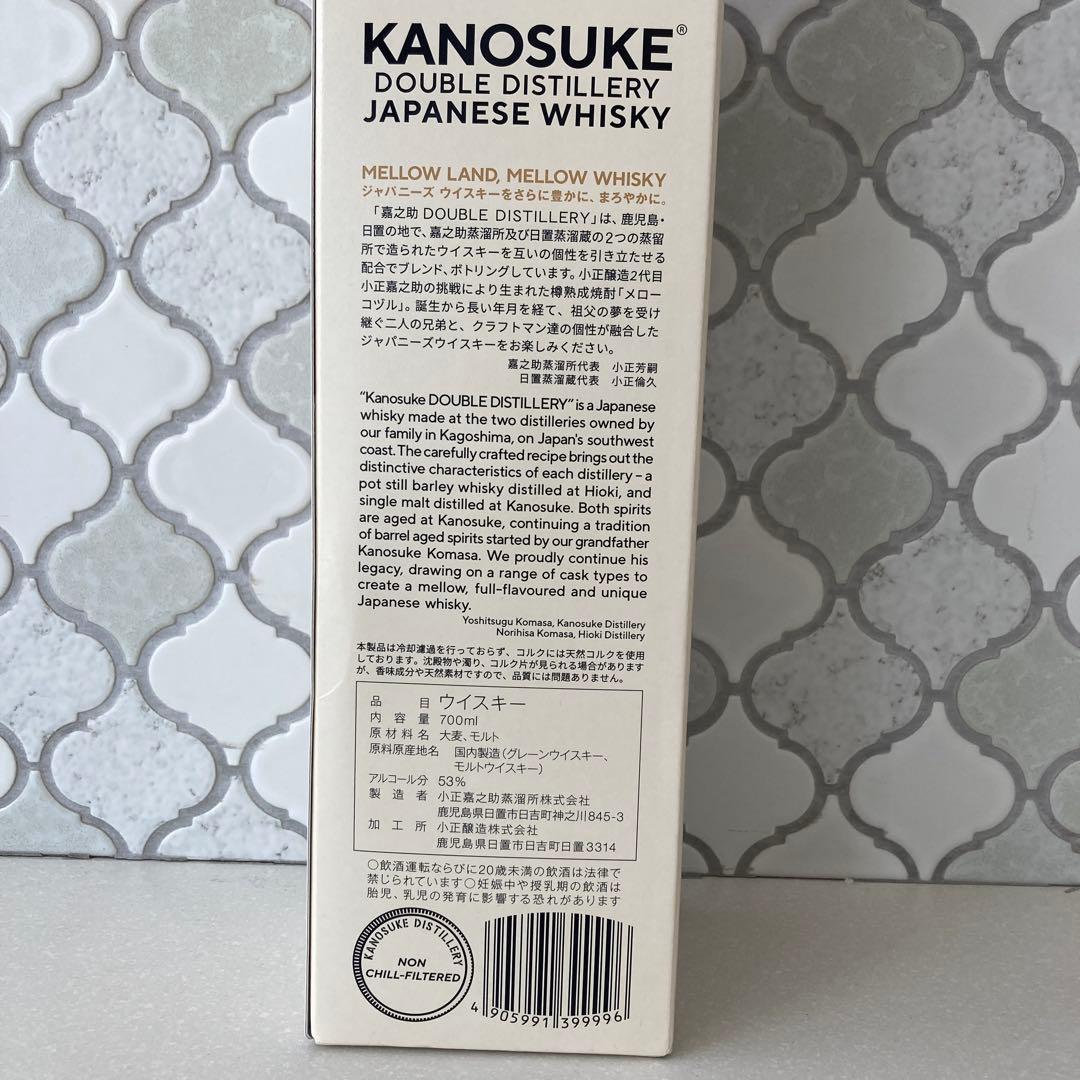 KANOSUKE®
DOUBLE DISTILLERY
JAPANESE WHISKY
MELLOW LAND, MELLOW WHISKY
ジャパニーズ ウイスキーをさらに豊かに、まろやかに。
「嘉之助 DOUBLE DISTILLERY」は、鹿児島・
日置の地で、嘉之助蒸溜所及び日置蒸溜蔵の2つの蒸留
所で造られたウイスキーを互いの個性を引き立たせる
配合でブレンド、ボトリングしています。小正醸造2代目
小正嘉之助の挑戦により生まれた樽熟成焼酎「メロー
コヅル」。誕生から長い年月を経て、祖父の夢を受け
継ぐ二人の兄弟と、クラフトマン達の個性が融合した
ジャパニーズウイスキーをお楽しみください。
嘉之助蒸溜所代表 小正芳嗣
日置蒸溜蔵代表 小正倫久
“Kanosuke DOUBLE DISTILLERY” is a Japanese
whisky made at the two distilleries owned by
our family in Kagoshima, on Japan's southwest
coast. The carefully crafted recipe brings out the
distinctive characteristics of each distillery – a
pot still barley whisky distilled at Hioki, and
single malt distilled at Kanosuke. Both spirits
are aged at Kanosuke, continuing a tradition
of barrel aged spirits started by our grandfather
Kanosuke Komasa. We proudly continue his
legacy, drawing on a range of cask types to
create a mellow, full-flavoured and unique
Japanese whisky.
Yoshitsugu Komasa, Kanosuke Distillery
Norihisa Komasa, Hioki Distillery
本製品は冷却濾過を行っておらず、コルクには天然コルクを使用
しております。沈殿物や濁り、コルク片が見られる場合があります
が、香味成分や天然素材ですので、品質には問題ありません。
品目 ウイスキー
内容量 700ml
原材料名 大麦、モルト
原料原産地名 国内製造(グレーンウイスキー、
モルトウイスキー)
アルコール分 53%
製造者 小正嘉之助蒸溜所株式会社
鹿児島県日置市日吉町神之川845-3
加工所 小正醸造株式会社
鹿児島県日置市日吉町日置3314
○飲酒運転ならびに20歳未満の飲酒は法律で
禁じられています○妊娠中や授乳期の飲酒は
胎児、乳児の発育に影響する恐れがあります
KANOSUKE DISTILLERY
NON
CHILL-FILTERED
4 905991 399996